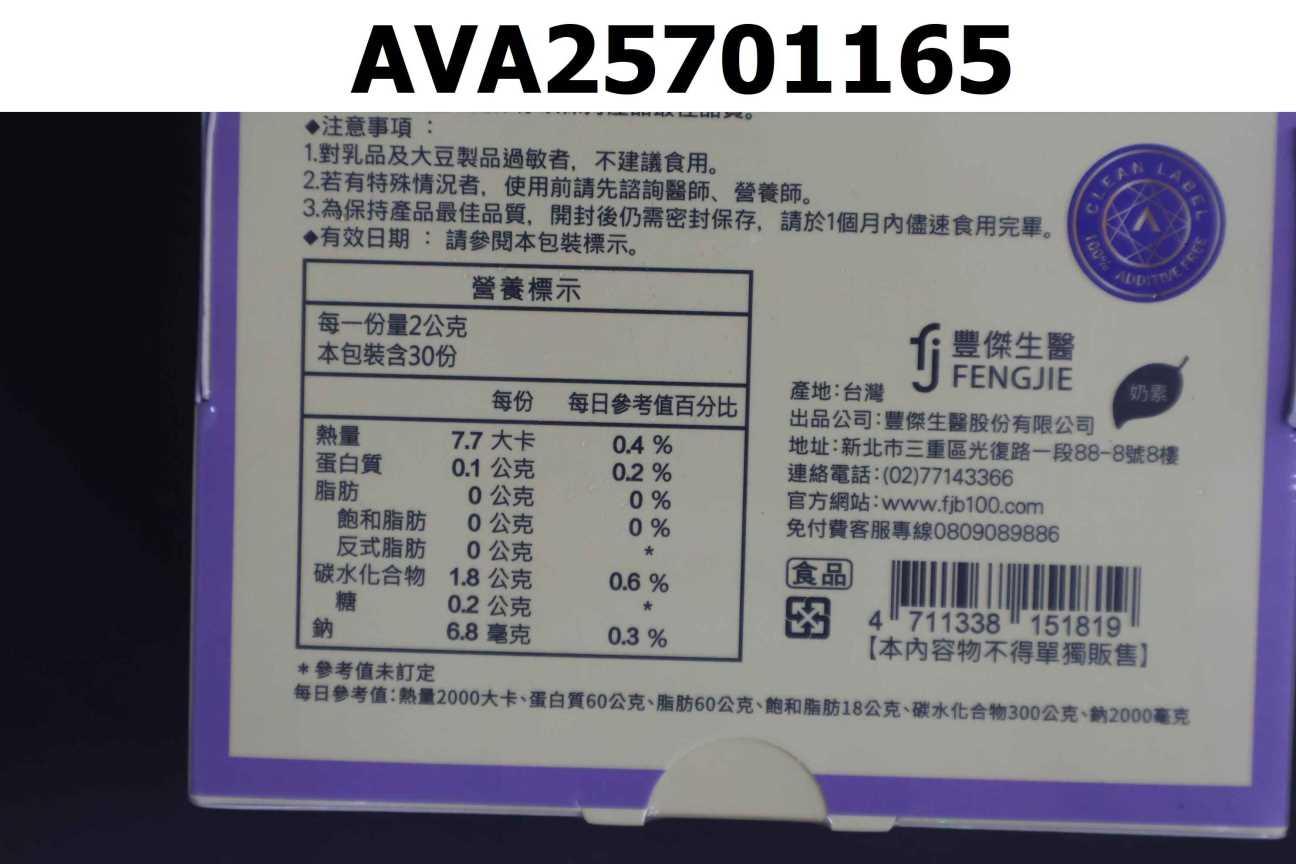 AVA25701165
◆注意事項：
1.對乳品及大豆製品過敏者，不建議食用。
2.若有特殊情況者，使用前請先諮詢醫師、營養師。
3.為保持產品最佳品質，開封後仍需密封保存，請於1個月內儘速食用完畢。
◆有效日期：請參閱本包裝標示。
CLEAN LABEL
100% ADDITIVE FREE
營養標示
每一份量2公克
本包裝含30份
每份 每日參考值百分比
熱量 7.7 大卡 0.4 %
蛋白質 0.1 公克 0.2 %
脂肪 0 公克 0 %
飽和脂肪 0 公克 0 %
反式脂肪 0 公克 *
碳水化合物 1.8 公克 0.6 %
糖 0.2 公克 *
鈉 6.8 毫克 0.3 %
*參考值未訂定
每日參考值:熱量2000大卡、蛋白質60公克、脂肪60公克、飽和脂肪18公克、碳水化合物300公克、鈉2000毫克
fj 豐傑生醫
FENGJIE
奶素
產地:台灣
出品公司:豐傑生醫股份有限公司
地址:新北市三重區光復路一段88-8號8樓
連絡電話:(02)77143366
官方網站:www.fjb100.com
免付費客服專線0809089886
食品
4 711338 151819
【本內容物不得單獨販售】